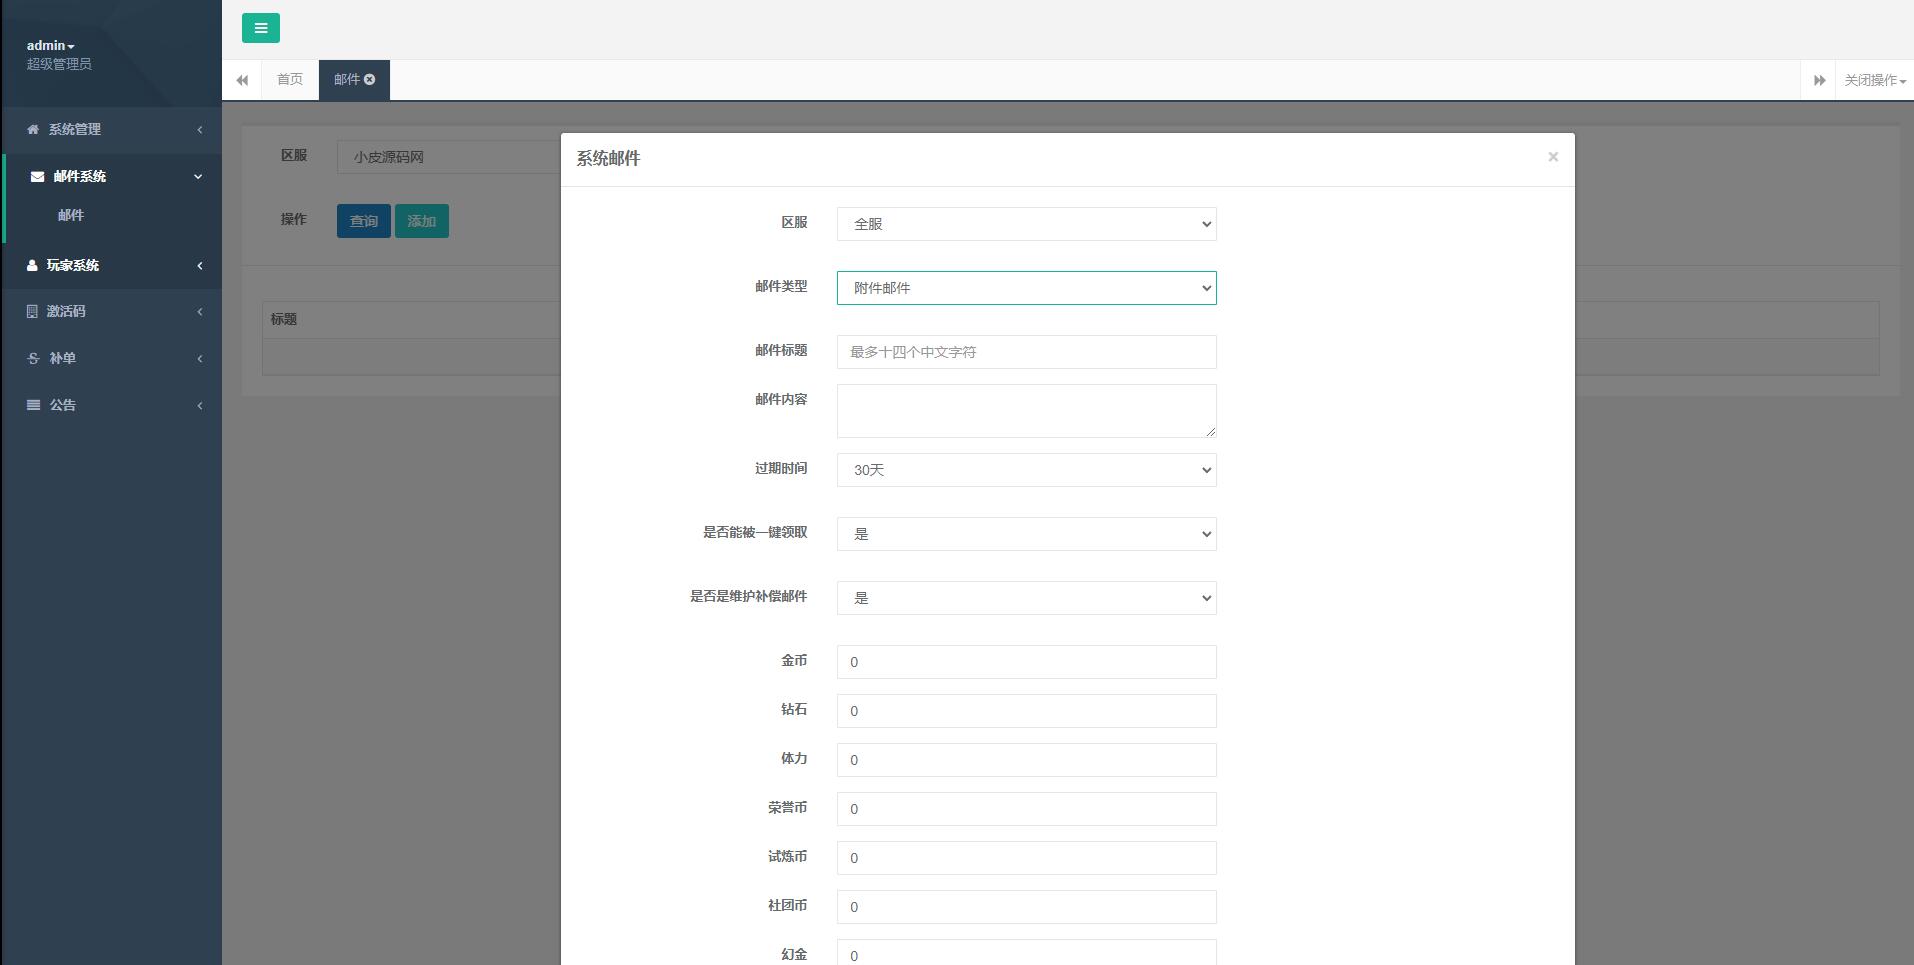 admin
超级管理员
系统管理
邮件系统
邮件
玩家系统
激活码
补单
公告
首页
邮件
关闭操作
区服
小皮源码网
操作
查询
添加
标题
系统邮件
×
区服
全服
邮件类型
附件邮件
邮件标题
最多十四个中文字符
邮件内容
过期时间
30天
是否能被一键领取
是
是否是维护补偿邮件
是
金币
0
钻石
0
体力
0
荣誉币
0
试炼币
0
社团币
0
幻金
0